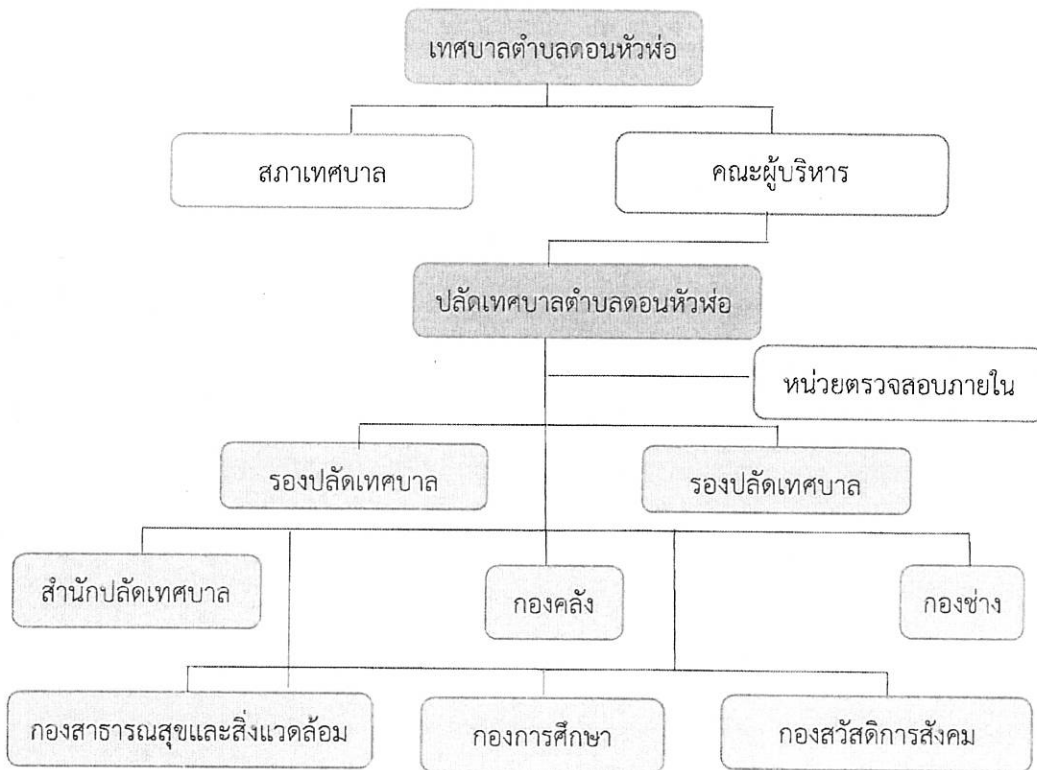 เทศบาลตำบลดอนหัวฬ่อ
สภาเทศบาล
คณะผู้บริหาร
ปลัดเทศบาลตำบลดอนหัวฬ่อ
หน่วยตรวจสอบภายใน
รองปลัดเทศบาล
รองปลัดเทศบาล
สำนักปลัดเทศบาล
กองคลัง
กองช่าง
กองสาธารณสุขและสิ่งแวดล้อม
กองการศึกษา
กองสวัสดิการสังคม